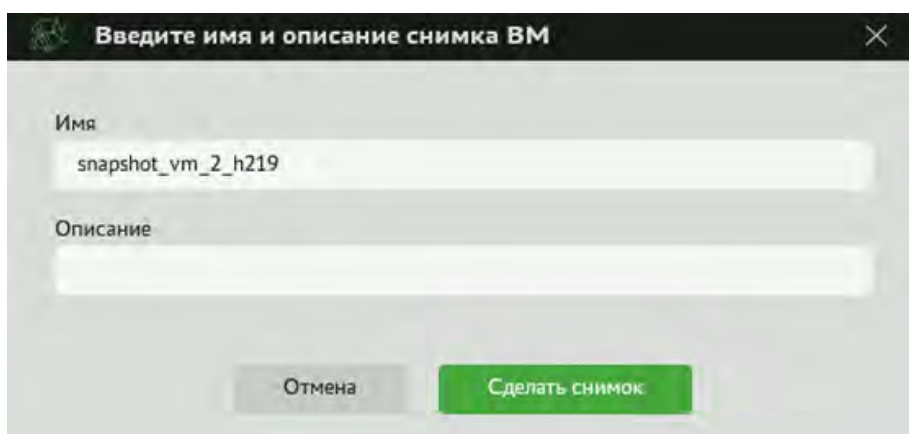 Введите имя и описание снимка ВМ
Имя
snapshot_vm_2_h219
Описание
Отмена Сделать снимок